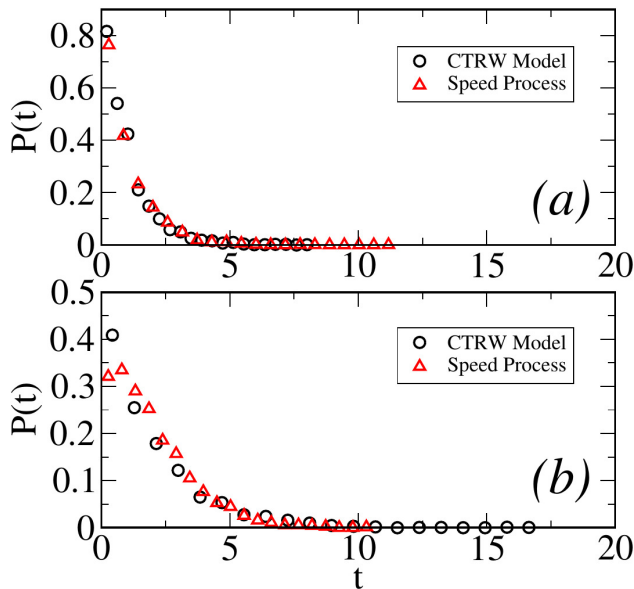 0.8
0.6
0.4
0.2
0
P(t)
CTRW Model
Speed Process
(a)
0 5 10 15 20
0.5
0.4
0.3
0.2
0.1
0
P(t)
CTRW Model
Speed Process
(b)
0 5 10 15 20
t